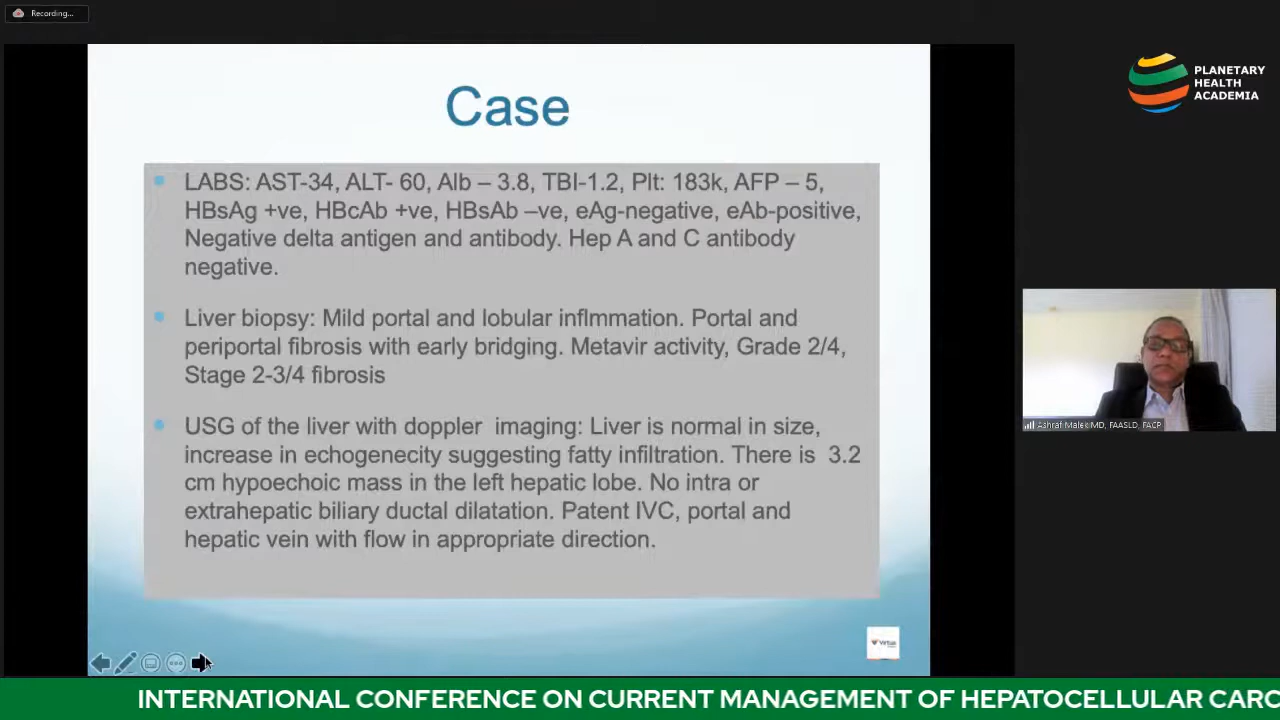 Recording...
PLANETARY
HEALTH
ACADEMIA
Case
LABS: AST-34, ALT- 60, Alb – 3.8, TBI-1.2, Plt: 183k, AFP – 5,
HBsAg +ve, HBcAb +ve, HBsAb –ve, eAg-negative, eAb-positive,
Negative delta antigen and antibody. Hep A and C antibody
negative.
Liver biopsy: Mild portal and lobular inflmmation. Portal and
periportal fibrosis with early bridging. Metavir activity, Grade 2/4,
Stage 2-3/4 fibrosis
USG of the liver with doppler  imaging: Liver is normal in size,
increase in echogenecity suggesting fatty infiltration. There is  3.2
cm hypoechoic mass in the left hepatic lobe. No intra or
extrahepatic biliary ductal dilatation. Patent IVC, portal and
hepatic vein with flow in appropriate direction.
Ashraf Malek MD, FAASLD, FACP
Virtua
INTERNATIONAL CONFERENCE ON CURRENT MANAGEMENT OF HEPATOCELLULAR CARC